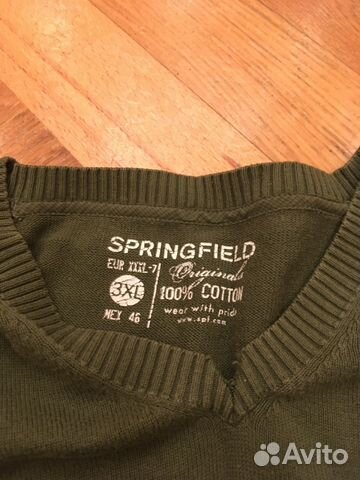 SPRINGFIELD
EUR XXXL-7
3XL
MEX 46
Originals
100% COTTON
wear with pride
www.spf.com
Avito